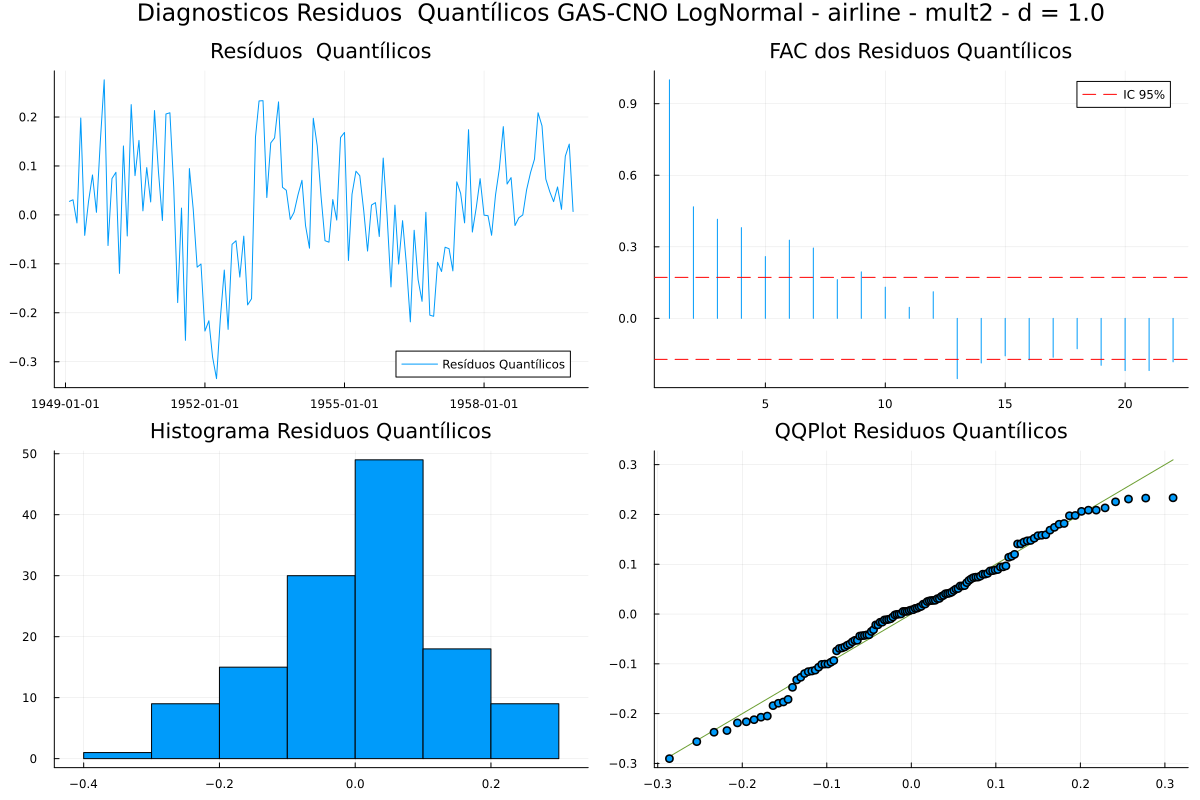 Diagnosticos Residuos  Quantílicos GAS-CNO LogNormal - airline - mult2 - d = 1.0
Resíduos  Quantílicos
0.2
0.1
0.0
−0.1
−0.2
−0.3
Resíduos Quantílicos
1949-01-01 1952-01-01 1955-01-01 1958-01-01
FAC dos Residuos Quantílicos
0.9
0.6
0.3
0.0
IC 95%
5 10 15 20
Histograma Residuos Quantílicos
50
40
30
20
10
0
−0.4 −0.2 0.0 0.2
QQPlot Residuos Quantílicos
0.3
0.2
0.1
0.0
−0.1
−0.2
−0.3
−0.3 −0.2 −0.1 0.0 0.1 0.2 0.3